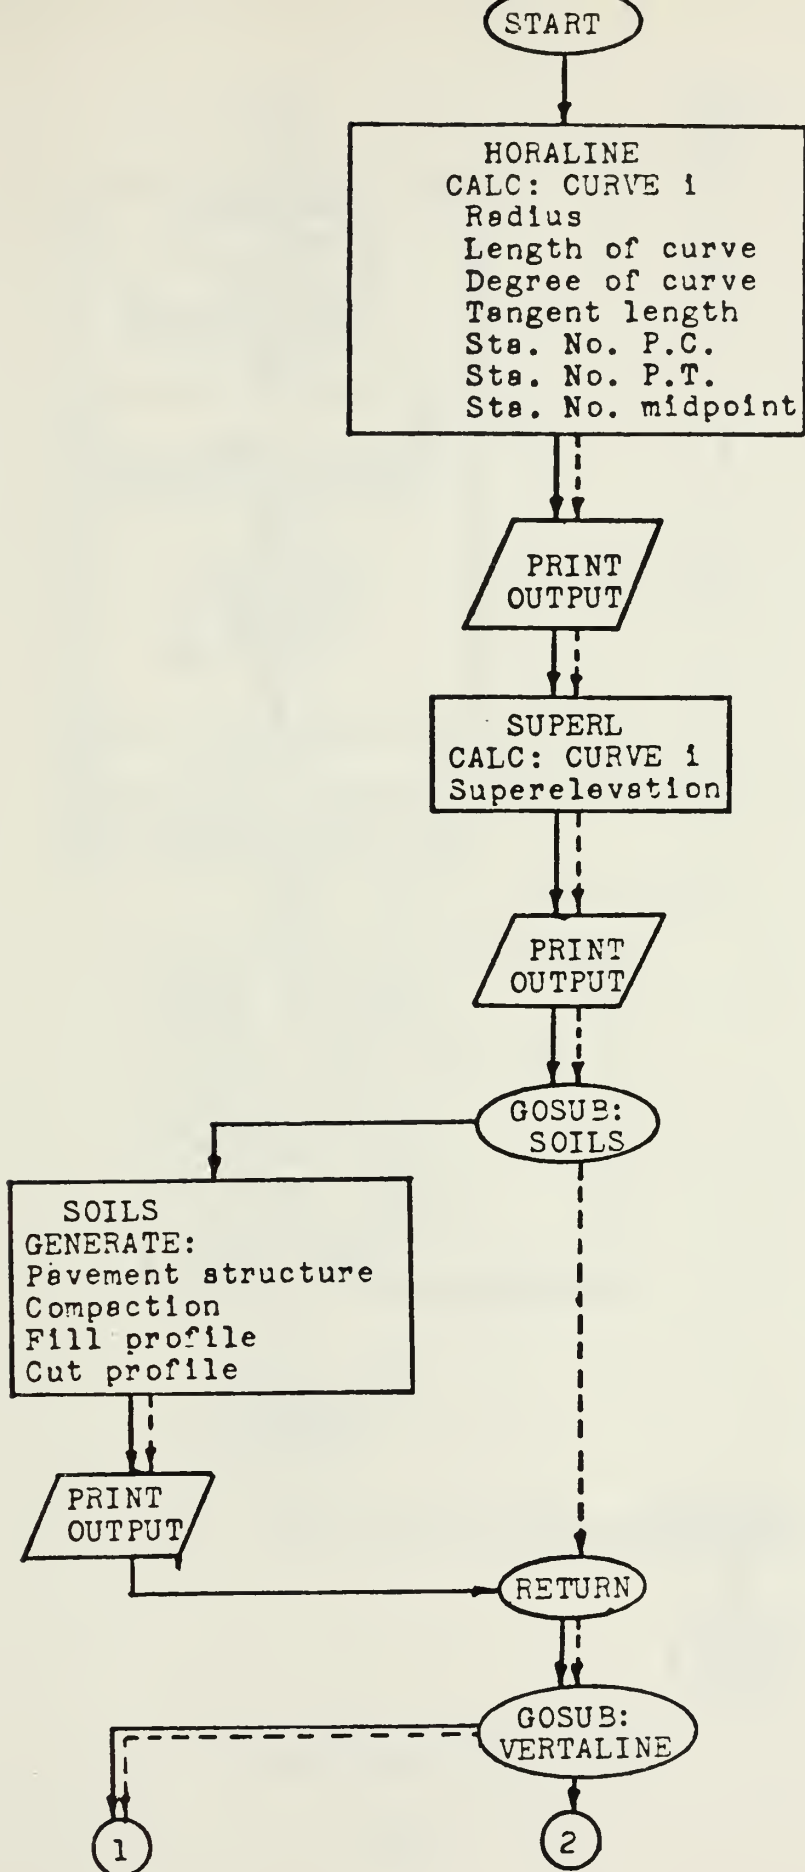 START
HORALINE
CALC: CURVE i
Radius
Length of curve
Degree of curve
Tangent length
Sta. No. P.C.
Sta. No. P.T.
Sta. No. midpoint
PRINT
OUTPUT
SUPERL
CALC: CURVE i
Superelevation
PRINT
OUTPUT
GOSUB:
SOILS
SOILS
GENERATE:
Pavement structure
Compaction
Fill profile
Cut profile
PRINT
OUTPUT
RETURN
GOSUB:
VERTALINE
1
2